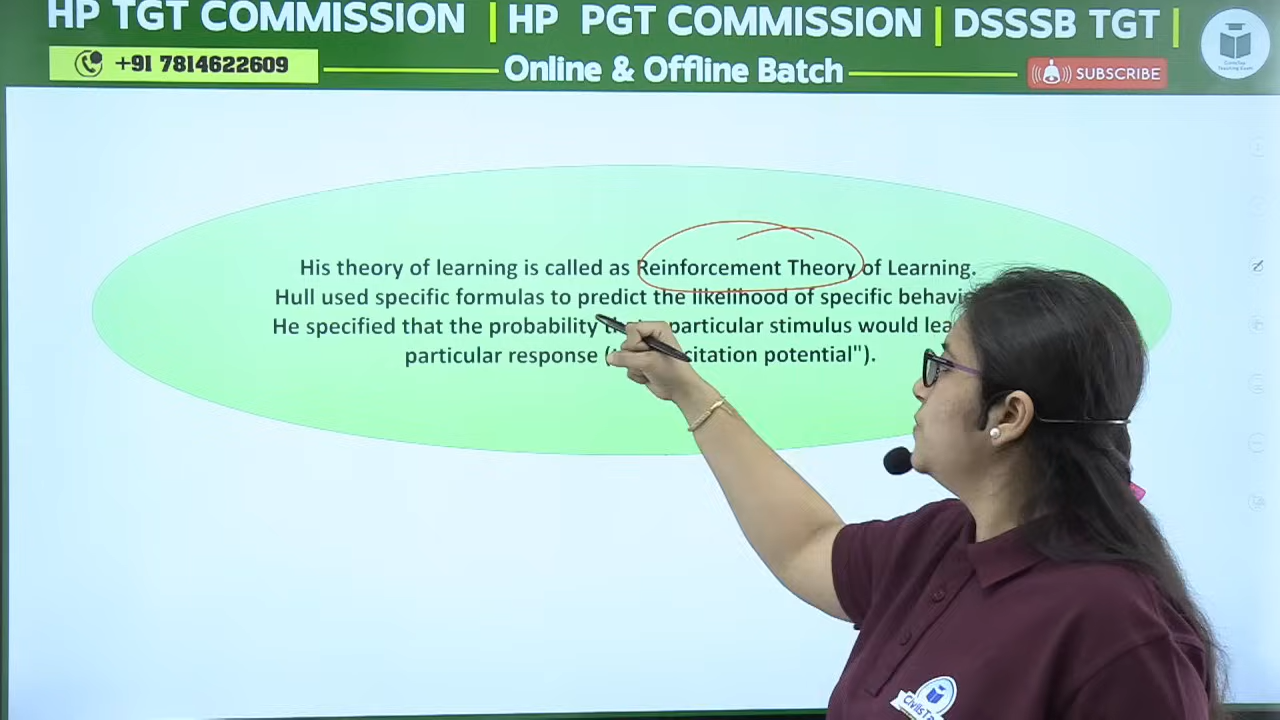 HP TGT COMMISSION | HP PGT COMMISSION | DSSSB TGT |
+91 7814622609
Online & Offline Batch
SUBSCRIBE
His theory of learning is called as Reinforcement Theory of Learning.
Hull used specific formulas to predict the likelihood of specific
He specified that the probability particular stimulus would
particular response ( potential").